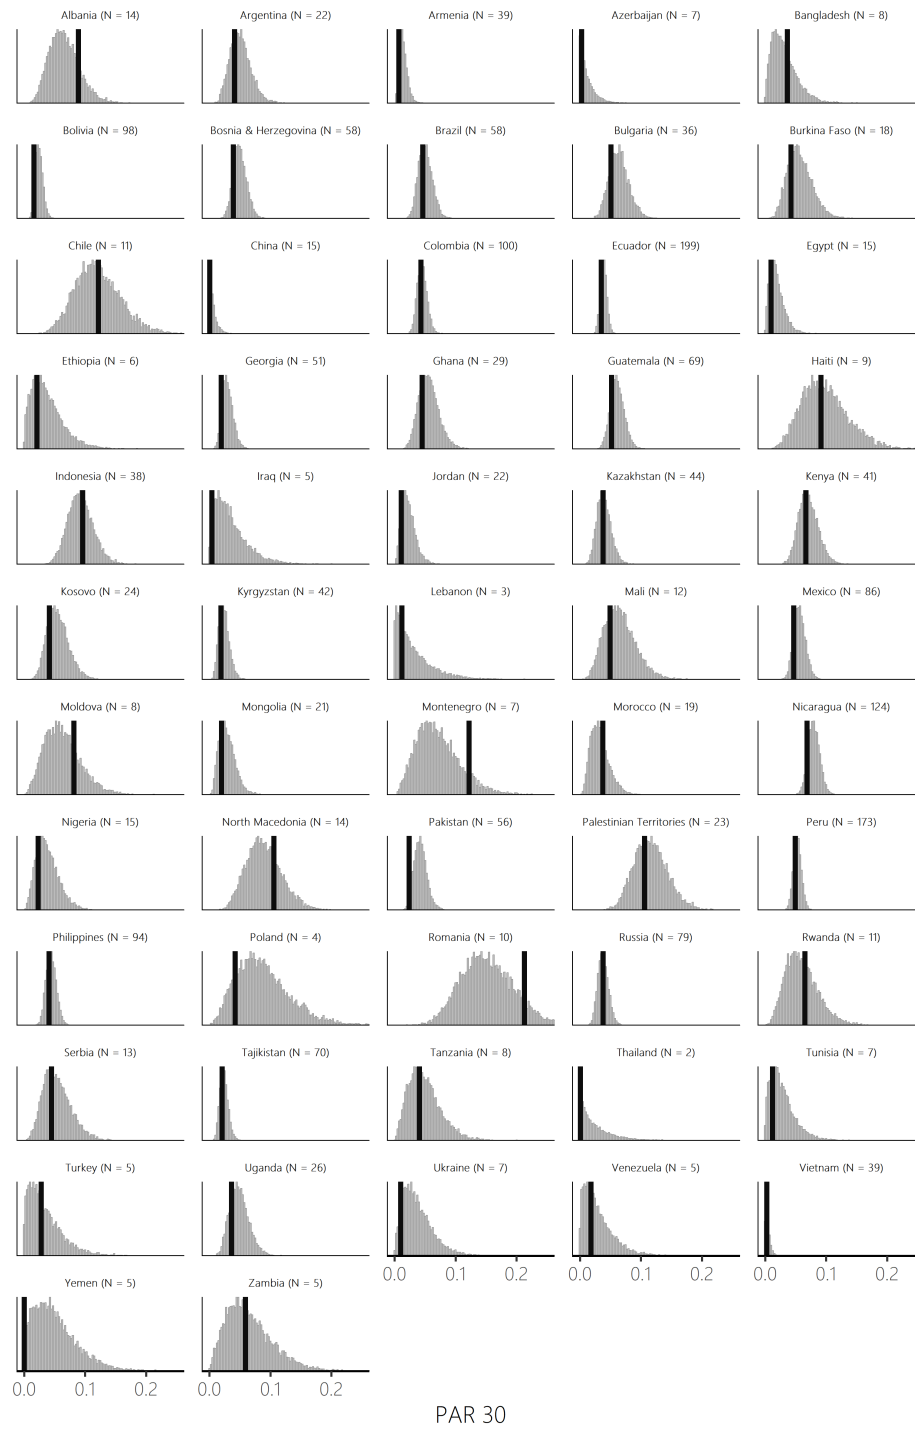 Albania (N = 14) Argentina (N = 22) Armenia (N = 39) Azerbaijan (N = 7) Bangladesh (N = 8)
Bolivia (N = 98) Bosnia & Herzegovina (N = 58) Brazil (N = 58) Bulgaria (N = 36) Burkina Faso (N = 18)
Chile (N = 11) China (N = 15) Colombia (N = 100) Ecuador (N = 199) Egypt (N = 15)
Ethiopia (N = 6) Georgia (N = 51) Ghana (N = 29) Guatemala (N = 69) Haiti (N = 9)
Indonesia (N = 38) Iraq (N = 5) Jordan (N = 22) Kazakhstan (N = 44) Kenya (N = 41)
Kosovo (N = 24) Kyrgyzstan (N = 42) Lebanon (N = 3) Mali (N = 12) Mexico (N = 86)
Moldova (N = 8) Mongolia (N = 21) Montenegro (N = 7) Morocco (N = 19) Nicaragua (N = 124)
Nigeria (N = 15) North Macedonia (N = 14) Pakistan (N = 56) Palestinian Territories (N = 23) Peru (N = 173)
Philippines (N = 94) Poland (N = 4) Romania (N = 10) Russia (N = 79) Rwanda (N = 11)
Serbia (N = 13) Tajikistan (N = 70) Tanzania (N = 8) Thailand (N = 2) Tunisia (N = 7)
Turkey (N = 5) Uganda (N = 26) Ukraine (N = 7) Venezuela (N = 5) Vietnam (N = 39)
0.0 0.1 0.2 0.0 0.1 0.2 0.0 0.1 0.2
Yemen (N = 5) Zambia (N = 5)
0.0 0.1 0.2 0.0 0.1 0.2
PAR 30